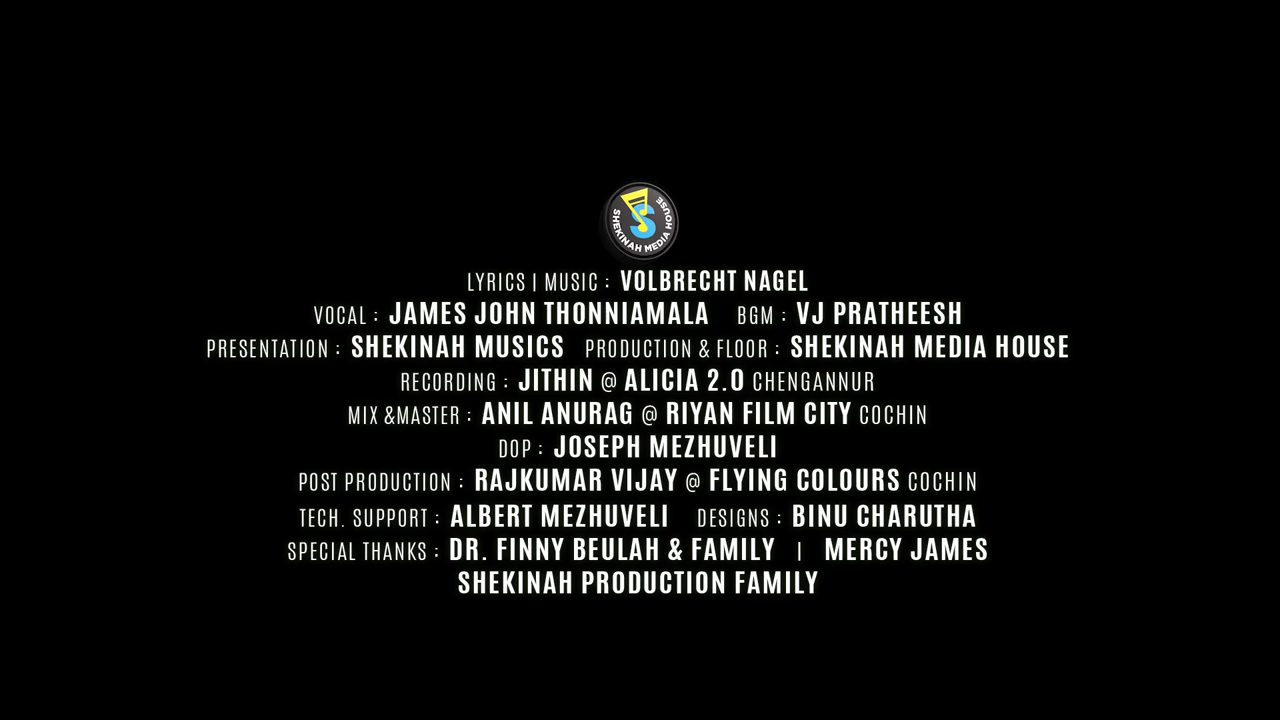 SHEKINAH MEDIA HOUSE
LYRICS | MUSIC : VOLBRECHT NAGEL
VOCAL : JAMES JOHN THONNIAMALA BGM : VJ PRATHEESH
PRESENTATION : SHEKINAH MUSICS PRODUCTION & FLOOR : SHEKINAH MEDIA HOUSE
RECORDING : JITHIN @ ALICIA 2.0 CHENGANNUR
MIX &MASTER : ANIL ANURAG @ RIYAN FILM CITY COCHIN
DOP : JOSEPH MEZHUVELI
POST PRODUCTION : RAJKUMAR VIJAY @ FLYING COLOURS COCHIN
TECH. SUPPORT : ALBERT MEZHUVELI DESIGNS : BINU CHARUTHA
SPECIAL THANKS : DR. FINNY BEULAH & FAMILY | MERCY JAMES
SHEKINAH PRODUCTION FAMILY